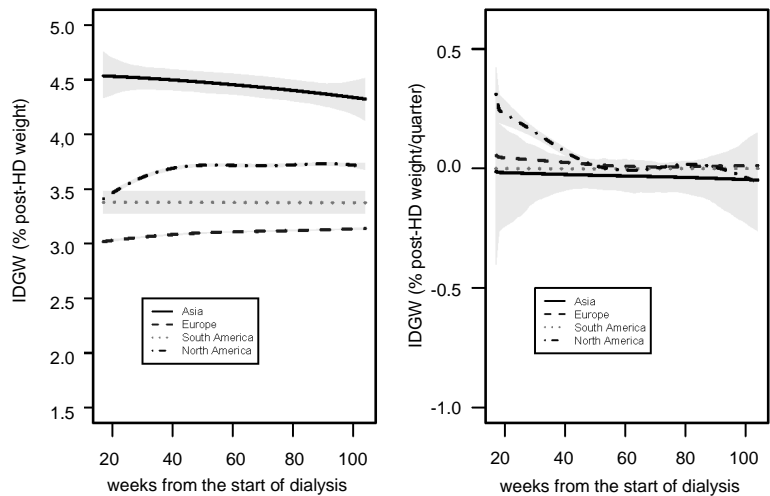 IDGW (% post-HD weight)
5.0
4.5
4.0
3.5
3.0
2.5
2.0
1.5
Asia
Europe
South America
North America
20 40 60 80 100
weeks from the start of dialysis
IDGW (% post-HD weight/quarter)
0.5
0.0
-0.5
-1.0
Asia
Europe
South America
North America
20 40 60 80 100
weeks from the start of dialysis